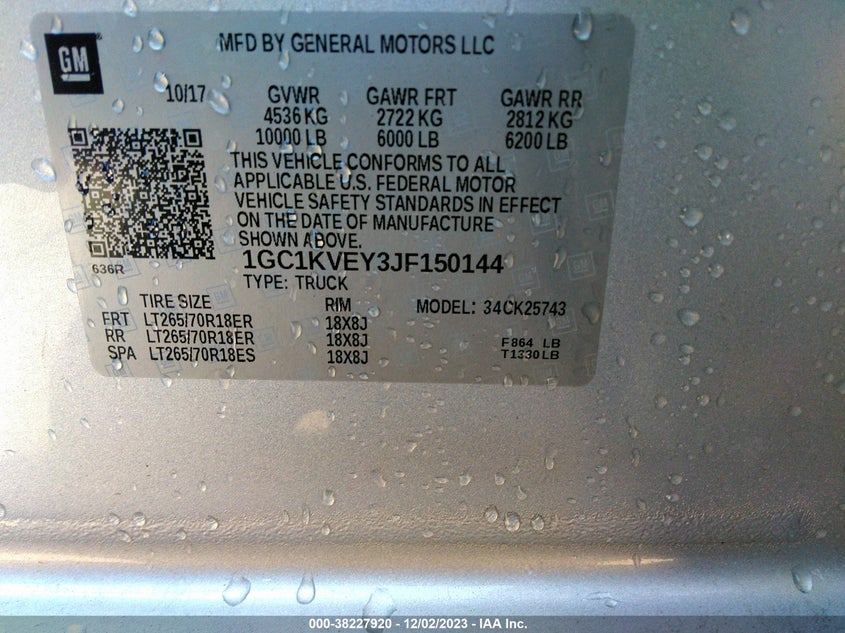 GM
MFD BY GENERAL MOTORS LLC
10/17 GVWR GAWR FRT GAWR RR
4536 KG 2722 KG 2812 KG
10000 LB 6000 LB 6200 LB
THIS VEHICLE CONFORMS TO ALL
APPLICABLE U.S. FEDERAL MOTOR
VEHICLE SAFETY STANDARDS IN EFFECT
ON THE DATE OF MANUFACTURE
SHOWN ABOVE.
636R
1GC1KVEY3JF150144
TYPE: TRUCK
TIRE SIZE RIM MODEL: 34CK25743
FRT LT265/70R18ER 18X8J
RR LT265/70R18ER 18X8J F864 LB
SPA LT265/70R18ES 18X8J T1330LB
000-38227920 - 12/02/2023 - IAA Inc.